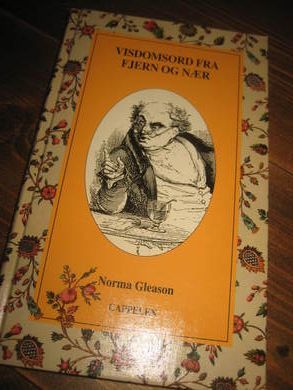 VISDOMSORD FRA
FJERN OG NÆR
Norma Gleason
CAPPELEN